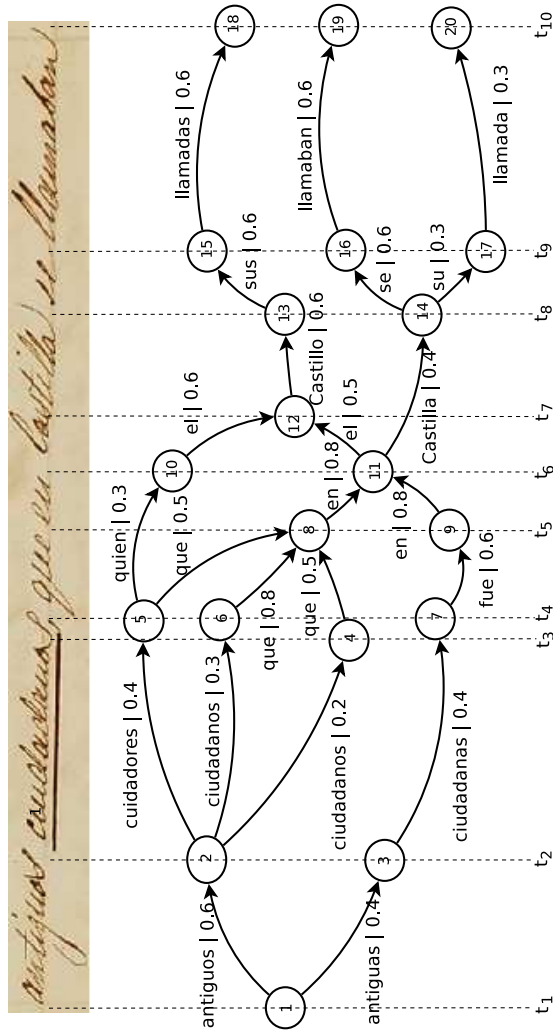 antiguos ciudadanos que en Castilla se llamaban
quien | 0.3
cuidadores | 0.4
5
10
que | 0.5
llamadas | 0.6
el | 0.6
antiguos | 0.6
2
ciudadanos | 0.3
6
15
18
sus | 0.6
que | 0.8
1
13
12
8
que | 0.5
Castillo | 0.6
llamaban | 0.6
en | 0.8
ciudadanos | 0.2
4
el | 0.5
16
19
antiguas | 0.4
3
11
se | 0.6
en | 0.8
14
Castilla | 0.4
7
9
su | 0.3
20
ciudadanas | 0.4
fue | 0.6
17
llamada | 0.3
t1 t2 t3 t4 t5 t6 t7 t8 t9 t10